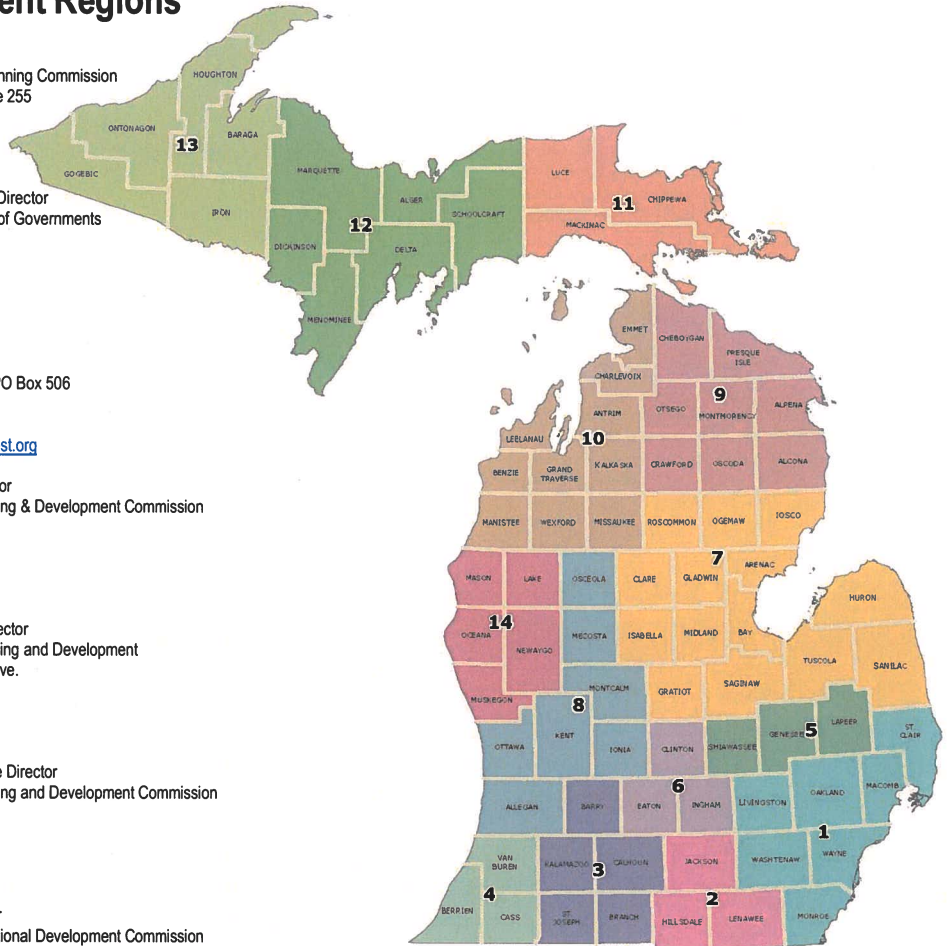 ent Regions
nning Commission
e 255
Director
of Governments
PO Box 506
st.org
or
ng & Development Commission
ector
ing and Development
ve.
e Director
ng and Development Commission
ional Development Commission
HOUGHTON
ONTONAGON
BARAGA
13
GOGEBIC
IRON
MARQUETTE
ALGER
SCHOOLCRAFT
12
DICKINSON
DELTA
MENOMINEE
LUCE
CHIPPEWA
11
MACKINAC
EMMET
CHEBOYGAN
PRESQUE
ISLE
CHARLEVOIX
9
ANTRIM
OTSEGO
MONTMORENCY
ALPENA
LEELANAU
10
BENZIE
GRAND
TRAVERSE
KALKASKA
CRAWFORD
OSCODA
ALCONA
MANISTEE
WEXFORD
MISSAUKEE
ROSCOMMON
OGEMAW
IOSCO
7
ARENAC
MASON
LAKE
OSCEOLA
CLARE
GLADWIN
HURON
14
OCEANA
NEWAYGO
MECOSTA
ISABELLA
MIDLAND
BAY
TUSCOLA
SANILAC
MUSKEGON
MONTCALM
GRATIOT
SAGINAW
8
OTTAWA
KENT
IONIA
CLINTON
SHIAWASSEE
GENESEE
5
LAPEER
ST.
CLAIR
6
ALLEGAN
BARRY
EATON
INGHAM
LIVINGSTON
OAKLAND
MACOMB
1
VAN
BUREN
KALAMAZOO
CALHOUN
3
JACKSON
WASHTENAW
WAYNE
4
BERRIEN
CASS
ST.
JOSEPH
BRANCH
2
HILLSDALE
LENAWEE
MONROE